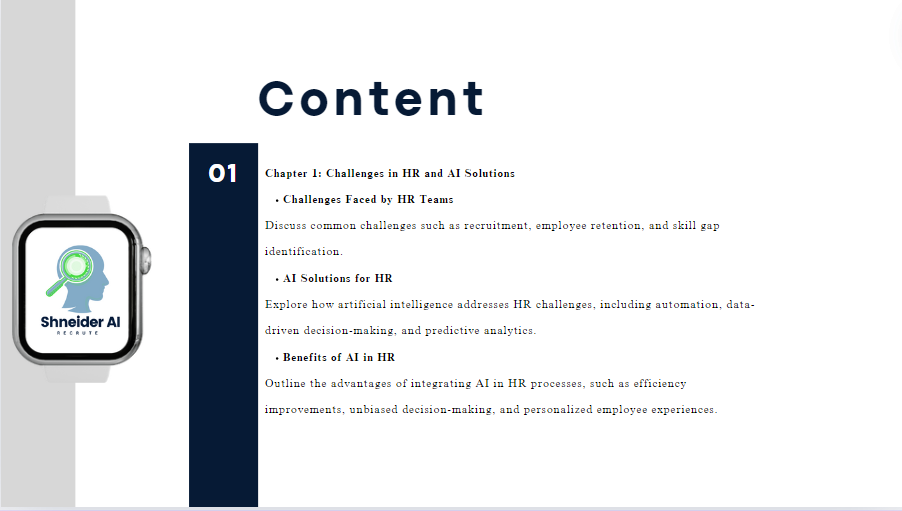 Content
01
Chapter 1: Challenges in HR and AI Solutions
• Challenges Faced by HR Teams
Discuss common challenges such as recruitment, employee retention, and skill gap
identification.
• AI Solutions for HR
Explore how artificial intelligence addresses HR challenges, including automation, data-
driven decision-making, and predictive analytics.
• Benefits of AI in HR
Outline the advantages of integrating AI in HR processes, such as efficiency
improvements, unbiased decision-making, and personalized employee experiences.
Shneider AI
RECRUTE